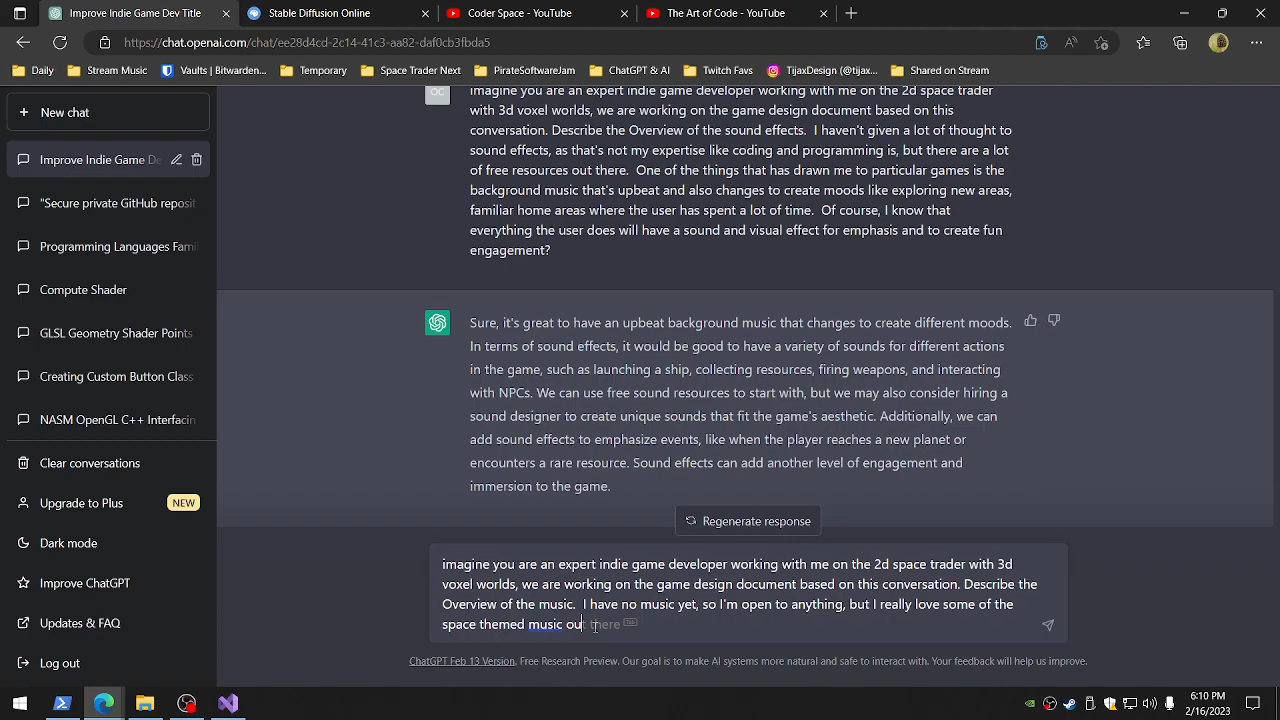 Improve Indie Game Dev Title
Stable Diffusion Online
Coder Space - YouTube
The Art of Code - YouTube
https://chat.openai.com/chat/ee28d4cd-2c14-41c3-aa82-daf0cb3fbda5
Daily
Stream Music
Vaults | Bitwarden...
Temporary
Space Trader Next
PirateSoftwareJam
ChatGPT & AI
Twitch Favs
TijaxDesign (@tijax...
Shared on Stream
New chat
Improve Indie Game De
"Secure private GitHub reposit
Programming Languages Fami
Compute Shader
GLSL Geometry Shader Points
Creating Custom Button Class
NASM OpenGL C++ Interfacin
Clear conversations
Upgrade to Plus
NEW
Dark mode
Improve ChatGPT
Updates & FAQ
Log out
OC
imagine you are an expert indie game developer working with me on the 2d space trader
with 3d voxel worlds, we are working on the game design document based on this
conversation. Describe the Overview of the sound effects. I haven't given a lot of thought to
sound effects, as that's not my expertise like coding and programming is, but there are a lot
of free resources out there. One of the things that has drawn me to particular games is the
background music that's upbeat and also changes to create moods like exploring new areas,
familiar home areas where the user has spent a lot of time. Of course, I know that
everything the user does will have a sound and visual effect for emphasis and to create fun
engagement?
Sure, it's great to have an upbeat background music that changes to create different moods.
In terms of sound effects, it would be good to have a variety of sounds for different actions
in the game, such as launching a ship, collecting resources, firing weapons, and interacting
with NPCs. We can use free sound resources to start with, but we may also consider hiring a
sound designer to create unique sounds that fit the game's aesthetic. Additionally, we can
add sound effects to emphasize events, like when the player reaches a new planet or
encounters a rare resource. Sound effects can add another level of engagement and
immersion to the game.
Regenerate response
imagine you are an expert indie game developer working with me on the 2d space trader with 3d
voxel worlds, we are working on the game design document based on this conversation. Describe the
Overview of the music. I have no music yet, so I'm open to anything, but I really love some of the
space themed music out there Tab
ChatGPT Feb 13 Version. Free Research Preview. Our goal is to make AI systems more natural and safe to interact with. Your feedback will help us improve.
6:10 PM
2/16/2023